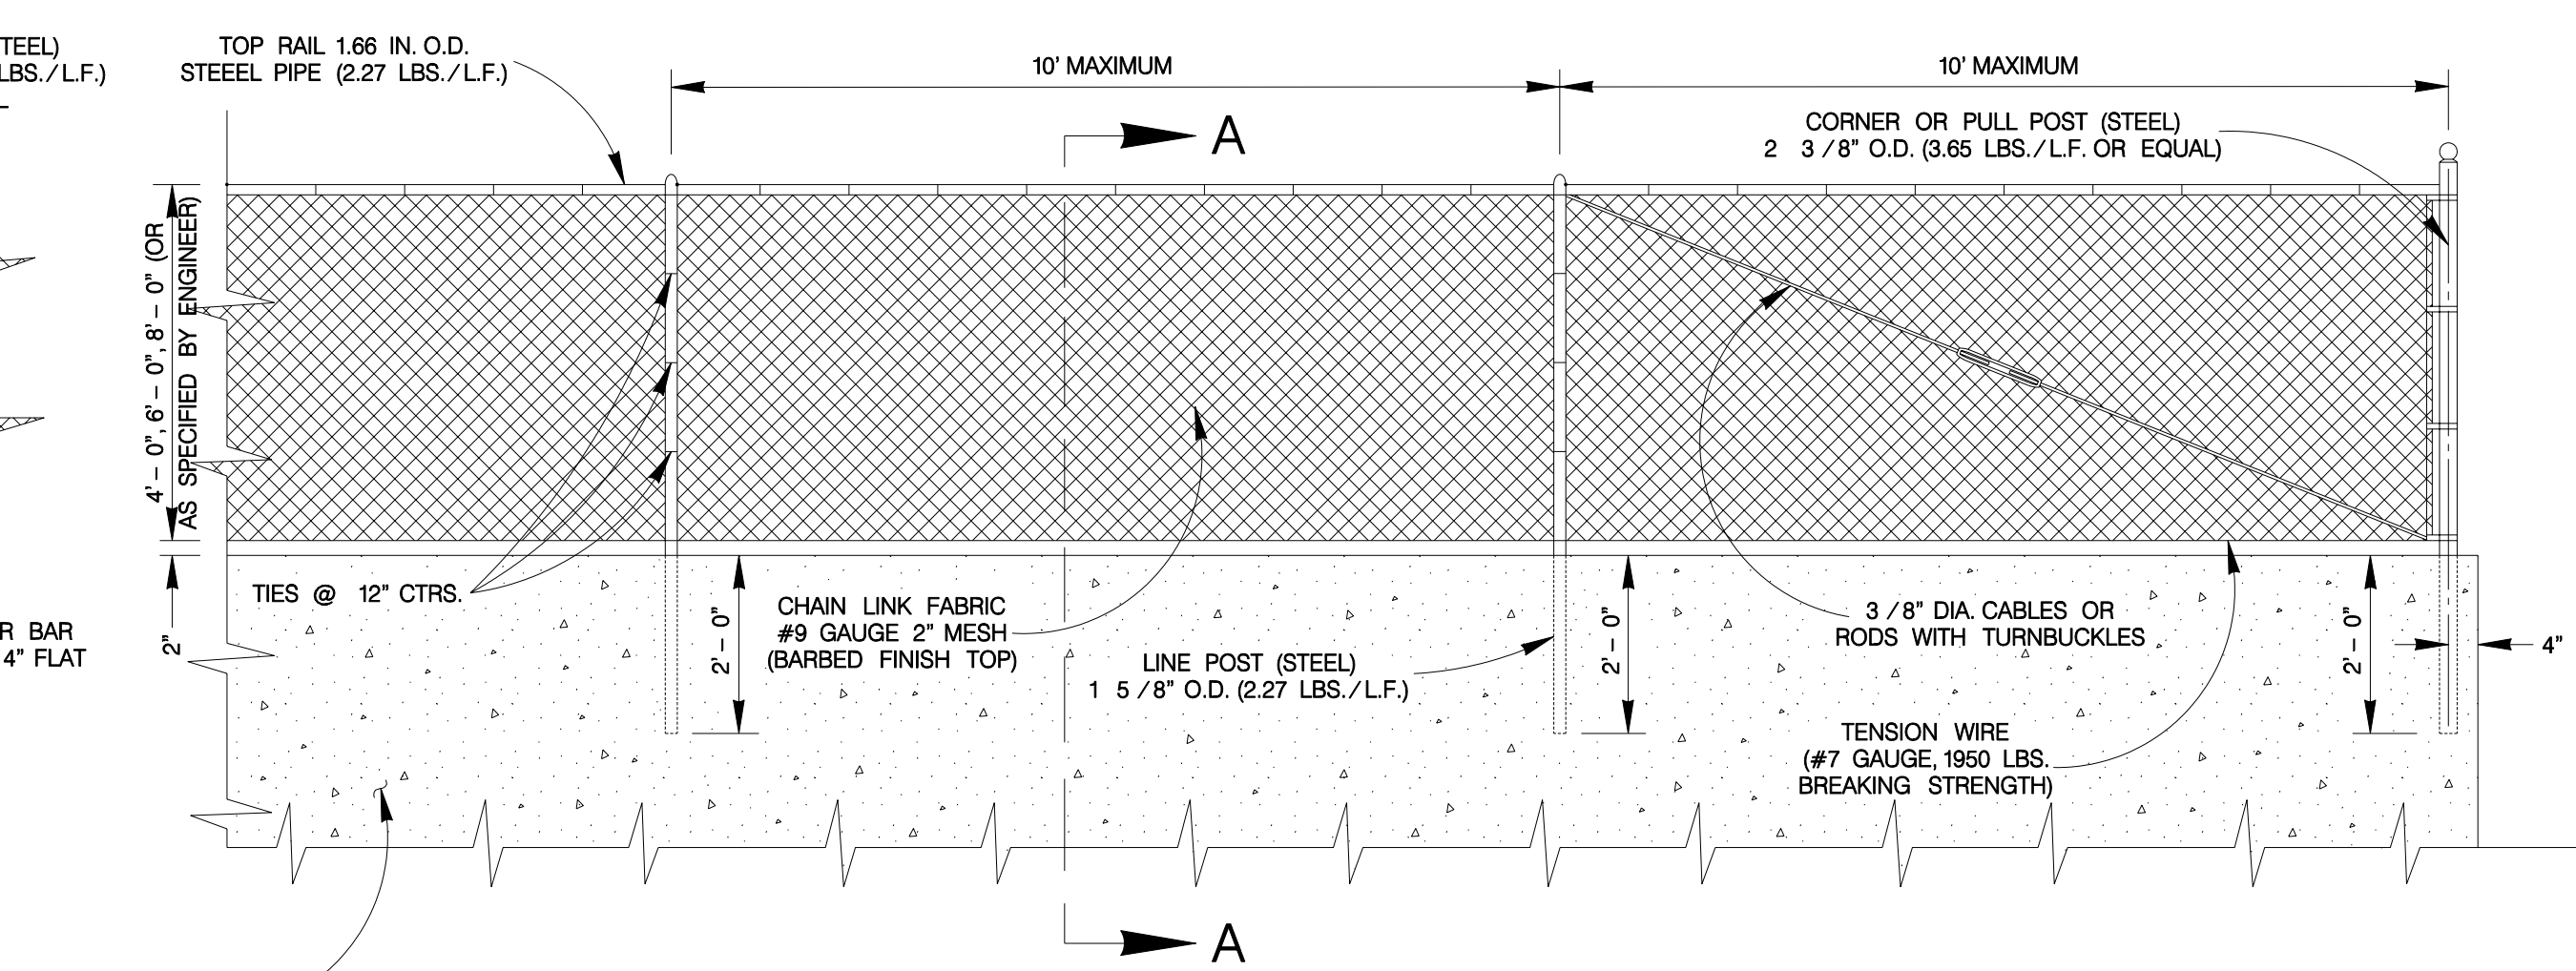 TEEL)
LBS./L.F.)
TOP RAIL 1.66 IN. O.D.
STEEEL PIPE (2.27 LBS./L.F.)
10' MAXIMUM
10' MAXIMUM
A
CORNER OR PULL POST (STEEL)
2 3/8" O.D. (3.65 LBS./L.F. OR EQUAL)
4'-0", 6'-0", 8'-0" (OR
AS SPECIFIED BY ENGINEER)
TIES @ 12" CTRS.
2"
R BAR
4" FLAT
2'-0"
CHAIN LINK FABRIC
#9 GAUGE 2" MESH
(BARBED FINISH TOP)
LINE POST (STEEL)
1 5/8" O.D. (2.27 LBS./L.F.)
2'-0"
3/8" DIA. CABLES OR
RODS WITH TURNBUCKLES
2'-0"
4"
TENSION WIRE
(#7 GAUGE, 1950 LBS.
BREAKING STRENGTH)
A